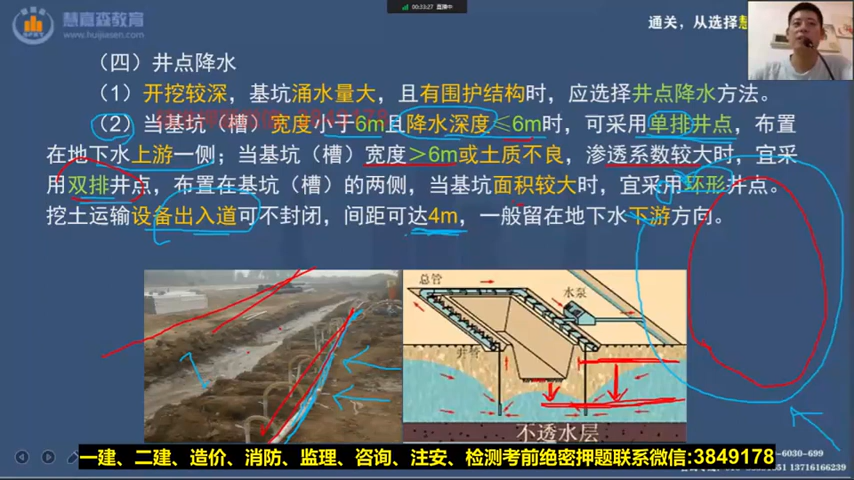 慧嘉森教育
www.huijiasen.com
00:33:27 直播中
通关，从选择慧
（四）井点降水
（1）开挖较深，基坑涌水量大，且有围护结构时，应选择井点降水方法。
（2）当基坑（槽）宽度小于6m且降水深度≤6m时，可采用单排井点，布置
在地下水上游一侧；当基坑（槽）宽度＞6m或土质不良，渗透系数较大时，宜采
用双排井点，布置在基坑（槽）的两侧，当基坑面积较大时，宜采用环形井点。
挖土运输设备出入道可不封闭，间距可达4m，一般留在地下水下游方向。
总管
水泵
井管
不透水层
一建、二建、造价、消防、监理、咨询、注安、检测考前绝密押题联系微信:3849178
-6030-699
13716166239